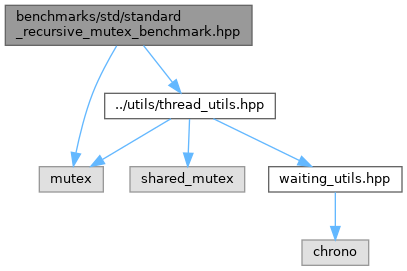 benchmarks/std/standard
_recursive_mutex_benchmark.hpp
../utils/thread_utils.hpp
mutex
shared_mutex
waiting_utils.hpp
chrono